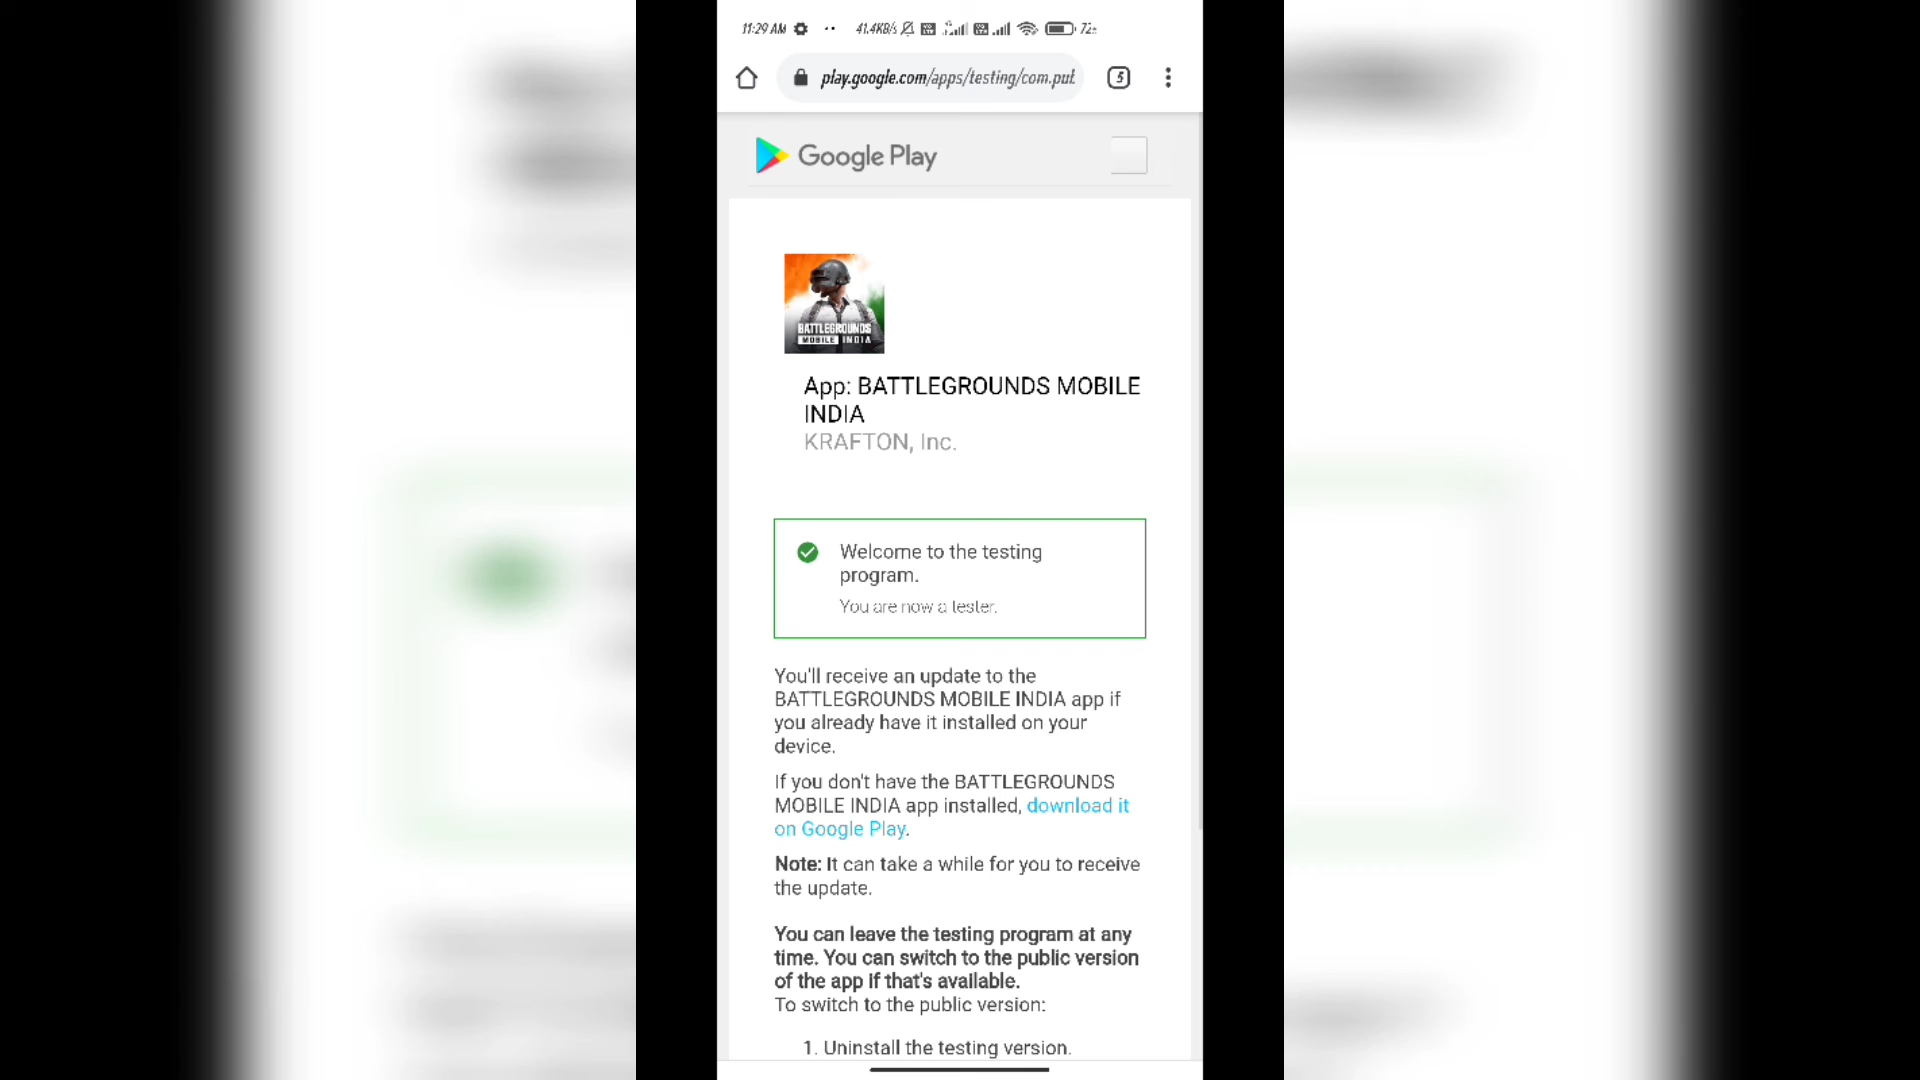 11:29 AM 41.4KB/s 72
play.google.com/apps/testing/com.pub
5
Google Play
BATTLEGROUNDS
MOBILE INDIA
App: BATTLEGROUNDS MOBILE
INDIA
KRAFTON, Inc.
Welcome to the testing
program.
You are now a tester.
You'll receive an update to the
BATTLEGROUNDS MOBILE INDIA app if
you already have it installed on your
device.
If you don't have the BATTLEGROUNDS
MOBILE INDIA app installed, download it
on Google Play.
Note: It can take a while for you to receive
the update.
You can leave the testing program at any
time. You can switch to the public version
of the app if that's available.
To switch to the public version:
1. Uninstall the testing version.